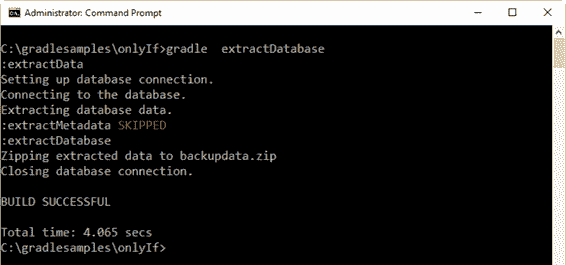 Administrator: Command Prompt
C:\gradlesamples\onlyIf>gradle  extractDatabase
:extractData
Setting up database connection.
Connecting to the database.
Extracting database data.
:extractMetadata SKIPPED
:extractDatabase
Zipping extracted data to backupdata.zip
Closing database connection.
BUILD SUCCESSFUL
Total time: 4.065 secs
C:\gradlesamples\onlyIf>